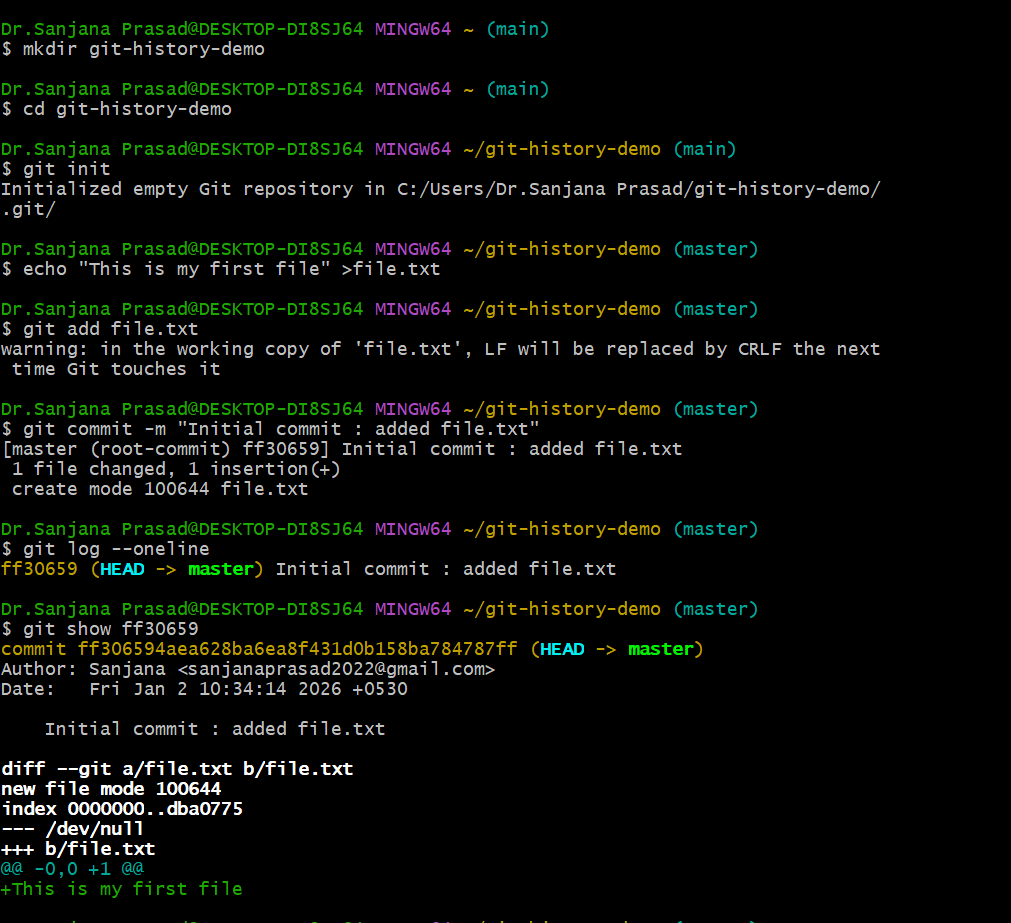 Dr.Sanjana Prasad@DESKTOP-DI8SJ64 MINGW64 ~ (main)
$ mkdir git-history-demo
Dr.Sanjana Prasad@DESKTOP-DI8SJ64 MINGW64 ~ (main)
$ cd git-history-demo
Dr.Sanjana Prasad@DESKTOP-DI8SJ64 MINGW64 ~/git-history-demo (main)
$ git init
Initialized empty Git repository in C:/Users/Dr.Sanjana Prasad/git-history-demo/
.git/
Dr.Sanjana Prasad@DESKTOP-DI8SJ64 MINGW64 ~/git-history-demo (master)
$ echo "This is my first file" >file.txt
Dr.Sanjana Prasad@DESKTOP-DI8SJ64 MINGW64 ~/git-history-demo (master)
$ git add file.txt
warning: in the working copy of 'file.txt', LF will be replaced by CRLF the next
 time Git touches it
Dr.Sanjana Prasad@DESKTOP-DI8SJ64 MINGW64 ~/git-history-demo (master)
$ git commit -m "Initial commit : added file.txt"
[master (root-commit) ff30659] Initial commit : added file.txt
 1 file changed, 1 insertion(+)
 create mode 100644 file.txt
Dr.Sanjana Prasad@DESKTOP-DI8SJ64 MINGW64 ~/git-history-demo (master)
$ git log --oneline
ff30659 (HEAD -> master) Initial commit : added file.txt
Dr.Sanjana Prasad@DESKTOP-DI8SJ64 MINGW64 ~/git-history-demo (master)
$ git show ff30659
commit ff306594aea628ba6ea8f431d0b158ba784787ff (HEAD -> master)
Author: Sanjana <sanjanaprasad2022@gmail.com>
Date:   Fri Jan 2 10:34:14 2026 +0530
    Initial commit : added file.txt
diff --git a/file.txt b/file.txt
new file mode 100644
index 0000000..dba0775
--- /dev/null
+++ b/file.txt
@@ -0,0 +1 @@
+This is my first file